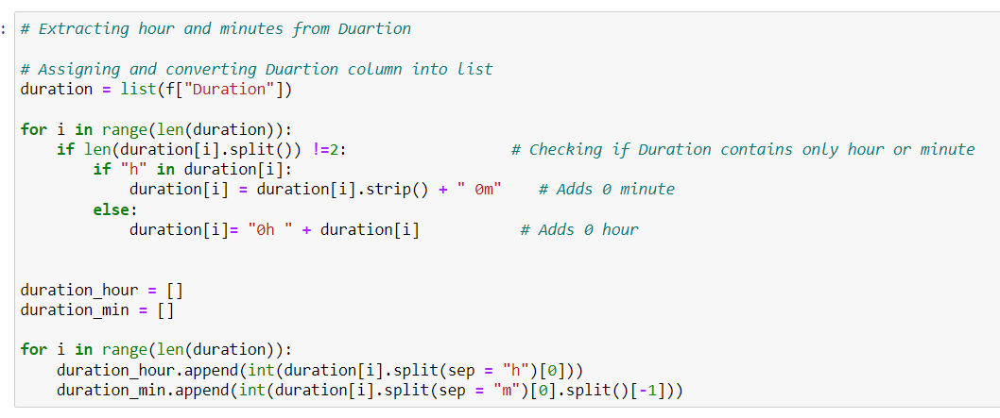 : # Extracting hour and minutes from Duartion
# Assigning and converting Duartion column into list
duration = list(f["Duration"])
for i in range(len(duration)):
if len(duration[i].split()) !=2: # Checking if Duration contains only hour or minute
if "h" in duration[i]:
duration[i] = duration[i].strip() + " 0m" # Adds 0 minute
else:
duration[i]= "0h " + duration[i] # Adds 0 hour
duration_hour = []
duration_min = []
for i in range(len(duration)):
duration_hour.append(int(duration[i].split(sep = "h")[0]))
duration_min.append(int(duration[i].split(sep = "m")[0].split()[-1]))